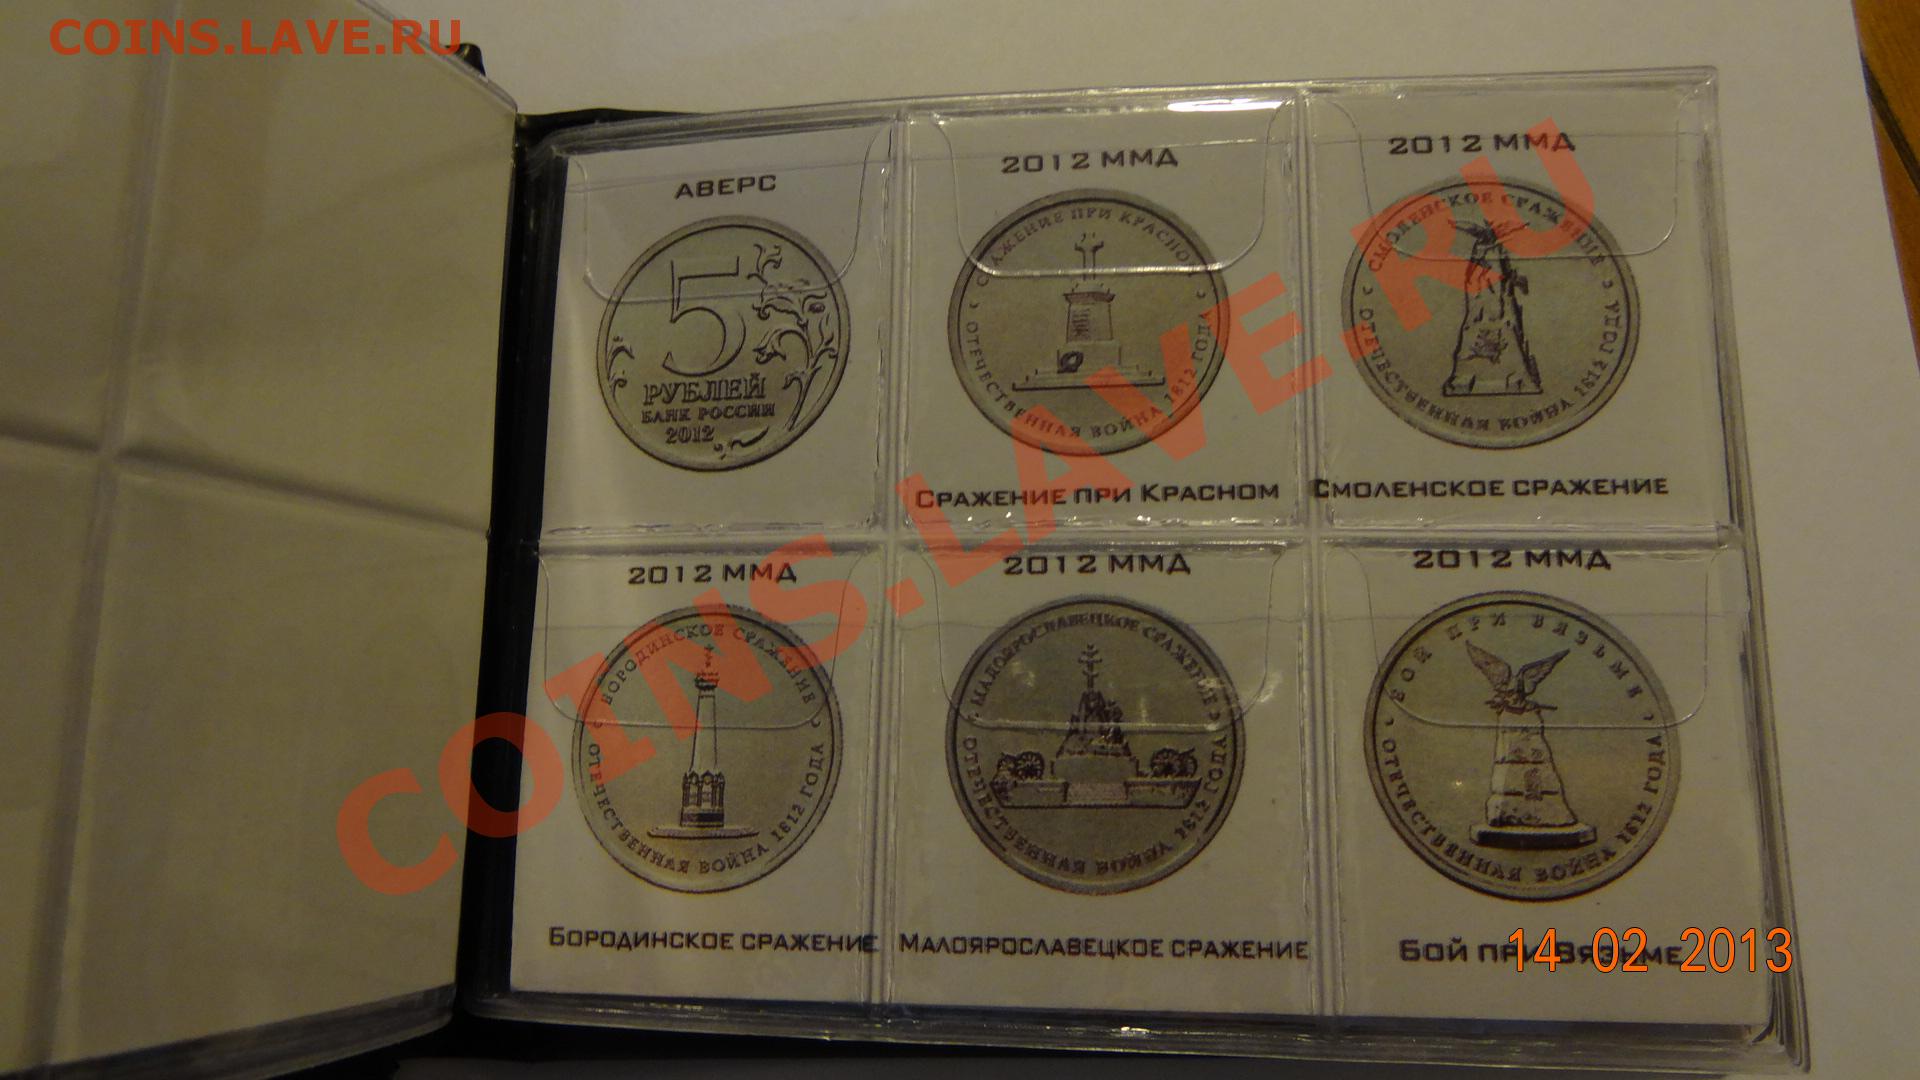 COINS.LAVE.RU
АВЕРС
5
РУБЛЕЙ
БАНК РОССИИ
2012
2012 ММД
СРАЖЕНИЕ ПРИ КРАСНОМ
ОТЕЧЕСТВЕННАЯ ВОЙНА 1812 ГОДА
Сражение при Красном
2012 ММД
СМОЛЕНСКОЕ СРАЖЕНИЕ
ОТЕЧЕСТВЕННАЯ ВОЙНА 1812 ГОДА
Смоленское сражение
2012 ММД
БОРОДИНСКОЕ СРАЖЕНИЕ
ОТЕЧЕСТВЕННАЯ ВОЙНА 1812 ГОДА
Бородинское сражение
2012 ММД
МАЛОЯРОСЛАВЕЦКОЕ СРАЖЕНИЕ
ОТЕЧЕСТВЕННАЯ ВОЙНА 1812 ГОДА
Малоярославецкое сражение
2012 ММД
БОЙ ПРИ ВЯЗЬМЕ
ОТЕЧЕСТВЕННАЯ ВОЙНА 1812 ГОДА
Бой при Вязьме
COINS.LAVE.RU
14 02 2013